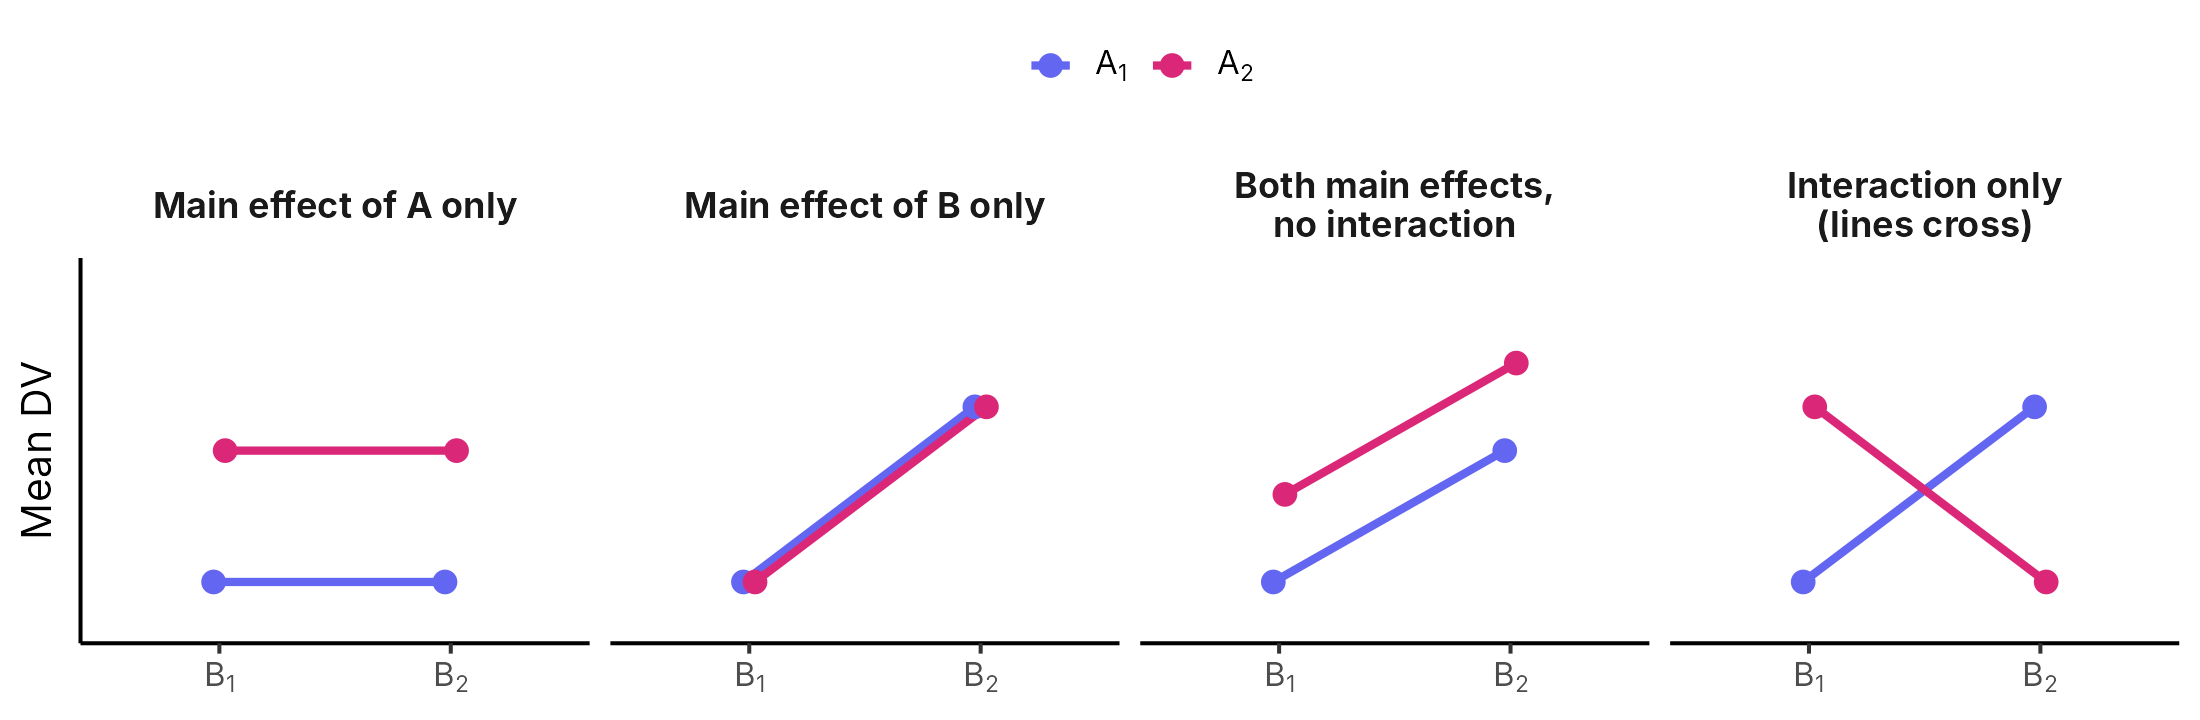 A₁ A₂
Main effect of A only
Main effect of B only
Both main effects,
no interaction
Interaction only
(lines cross)
Mean DV
B₁ B₂
B₁ B₂
B₁ B₂
B₁ B₂